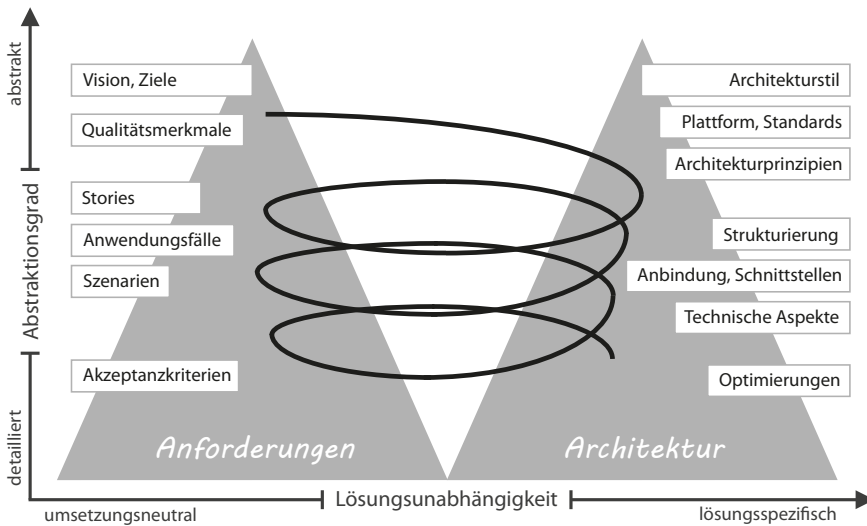 abstrakt
Abstraktionsgrad
detailliert
Vision, Ziele
Qualitätsmerkmale
Stories
Anwendungsfälle
Szenarien
Akzeptanzkriterien
Anforderungen
Architekturstil
Plattform, Standards
Architekturprinzipien
Strukturierung
Anbindung, Schnittstellen
Technische Aspekte
Optimierungen
Architektur
umsetzungsneutral
Lösungsunabhängigkeit
lösungsspezifisch